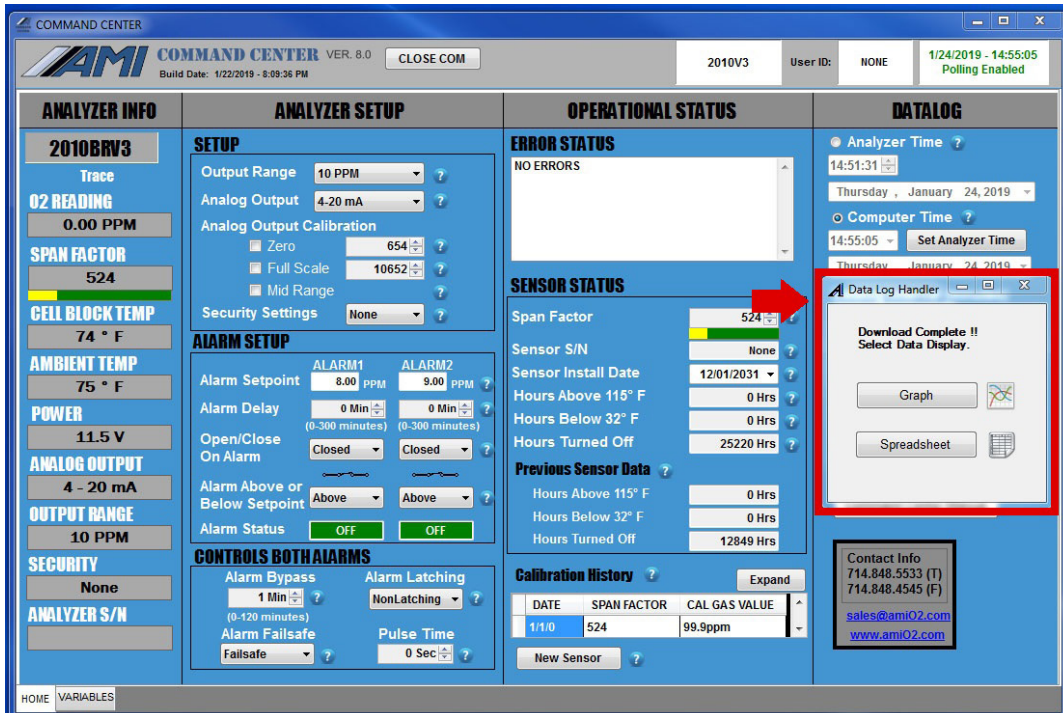 COMMAND CENTER
AMI
COMMAND CENTER VER. 8.0
Build Date: 1/22/2019 - 8:09:36 PM
CLOSE COM
2010V3
User ID:
NONE
1/24/2019 - 14:55:05
Polling Enabled
ANALYZER INFO
2010BRV3
Trace
O2 READING
0.00 PPM
SPAN FACTOR
524
CELL BLOCK TEMP
74 ° F
AMBIENT TEMP
75 ° F
POWER
11.5 V
ANALOG OUTPUT
4 - 20 mA
OUTPUT RANGE
10 PPM
SECURITY
None
ANALYZER S/N
ANALYZER SETUP
SETUP
Output Range 10 PPM ?
Analog Output 4-20 mA ?
Analog Output Calibration
Zero 654 ?
Full Scale 10652 ?
Mid Range ?
Security Settings None ?
ALARM SETUP
ALARM1 ALARM2
Alarm Setpoint 8.00 PPM 9.00 PPM ?
Alarm Delay 0 Min 0 Min ?
(0-300 minutes) (0-300 minutes)
Open/Close
On Alarm
Closed Closed ?
Alarm Above or
Below Setpoint
Above Above ?
Alarm Status OFF OFF
CONTROLS BOTH ALARMS
Alarm Bypass Alarm Latching
1 Min ? NonLatching ?
(0-120 minutes)
Alarm Failsafe Pulse Time
Failsafe ? 0 Sec ?
OPERATIONAL STATUS
ERROR STATUS
NO ERRORS
SENSOR STATUS
Span Factor 524 ?
Sensor S/N None ?
Sensor Install Date 12/01/2031 ?
Hours Above 115° F 0 Hrs ?
Hours Below 32° F 0 Hrs ?
Hours Turned Off 25220 Hrs ?
Previous Sensor Data ?
Hours Above 115° F 0 Hrs
Hours Below 32° F 0 Hrs
Hours Turned Off 12849 Hrs
Calibration History ? Expand
DATE SPAN FACTOR CAL GAS VALUE
1/1/0 524 99.9ppm
New Sensor ?
DATALOG
Analyzer Time ?
14:51:31
Thursday , January 24, 2019
Computer Time ?
14:55:05 Set Analyzer Time
Thursday January 24, 2019
Data Log Handler
Download Complete !!
Select Data Display.
Graph
Spreadsheet
Contact Info
714.848.5533 (T)
714.848.4545 (F)
sales@amiO2.com
www.amiO2.com
HOME VARIABLES